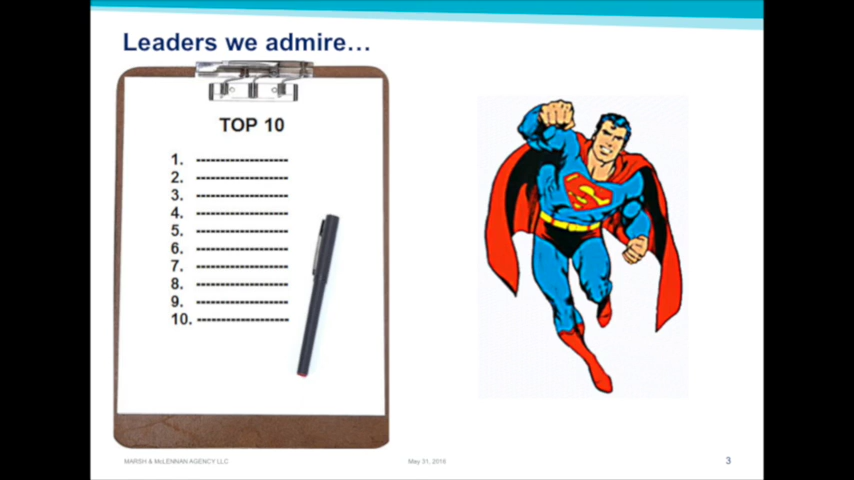 Leaders we admire…
TOP 10
1. --------------------
2. --------------------
3. --------------------
4. --------------------
5. --------------------
6. --------------------
7. --------------------
8. --------------------
9. --------------------
10. --------------------
S
MARSH & McLENNAN AGENCY LLC
May 31, 2016
3